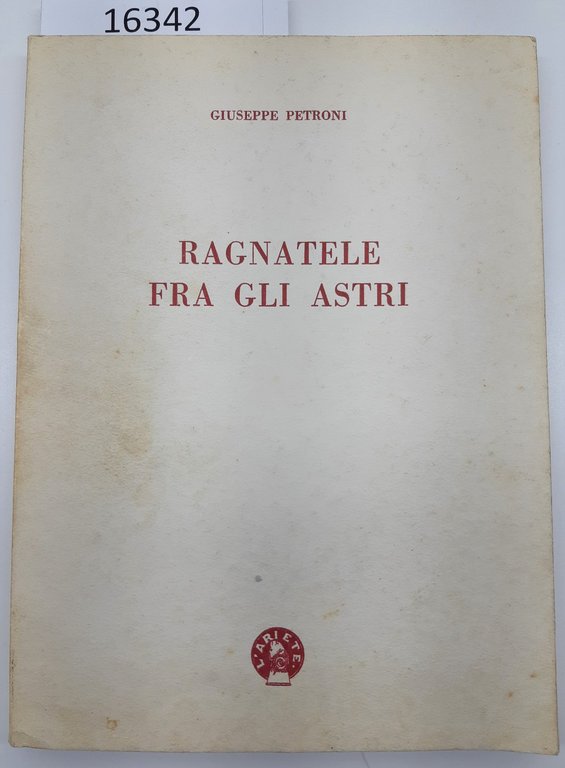 16342
GIUSEPPE PETRONI
RAGNATELE
FRA GLI ASTRI
L'ARIETE